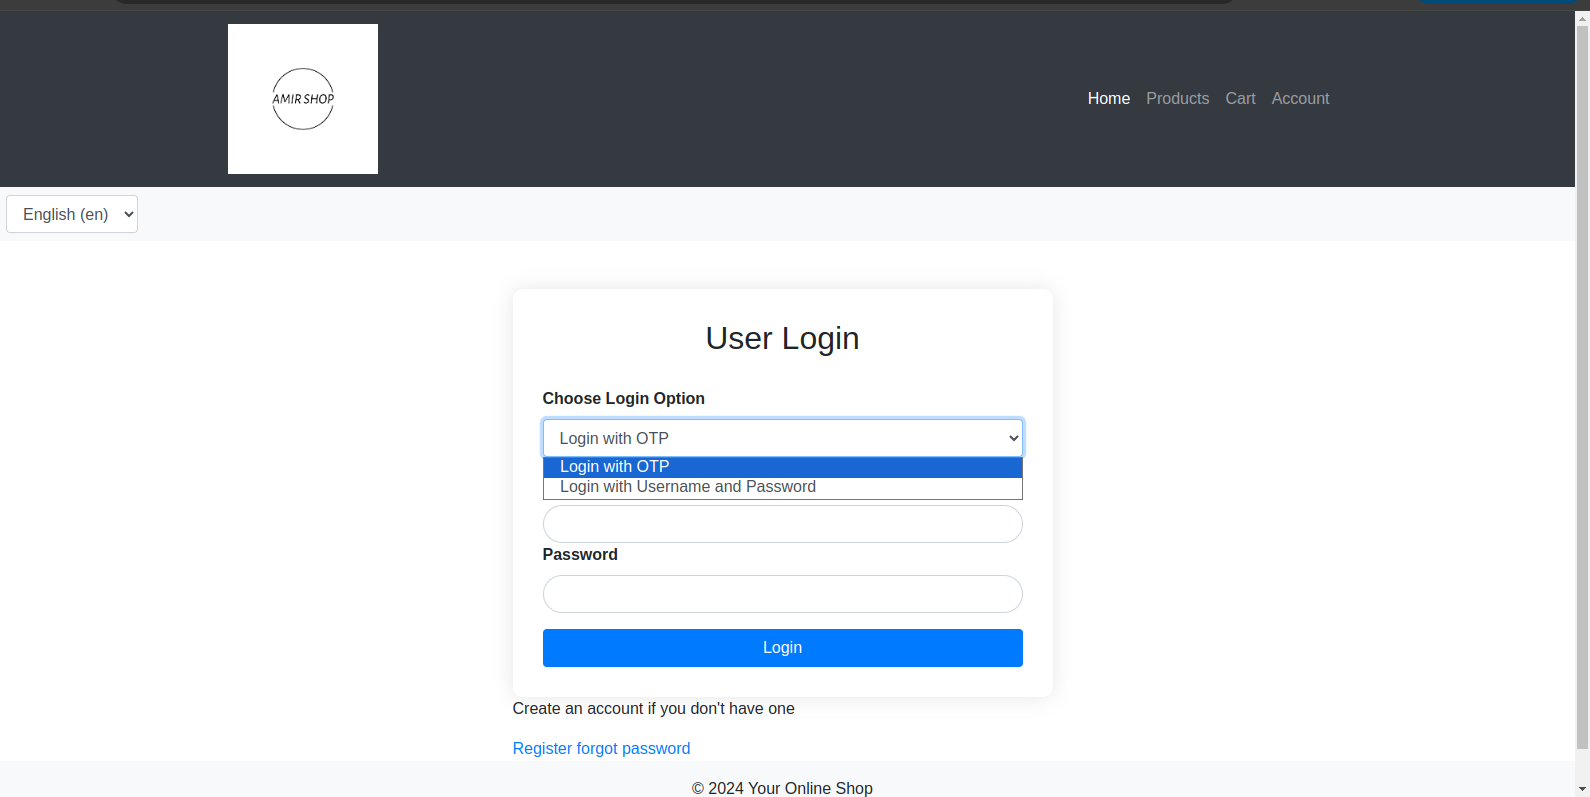 AMIR SHOP
Home Products Cart Account
English (en)
User Login
Choose Login Option
Login with OTP
Login with OTP
Login with Username and Password
Password
Login
Create an account if you don't have one
Register forgot password
© 2024 Your Online Shop